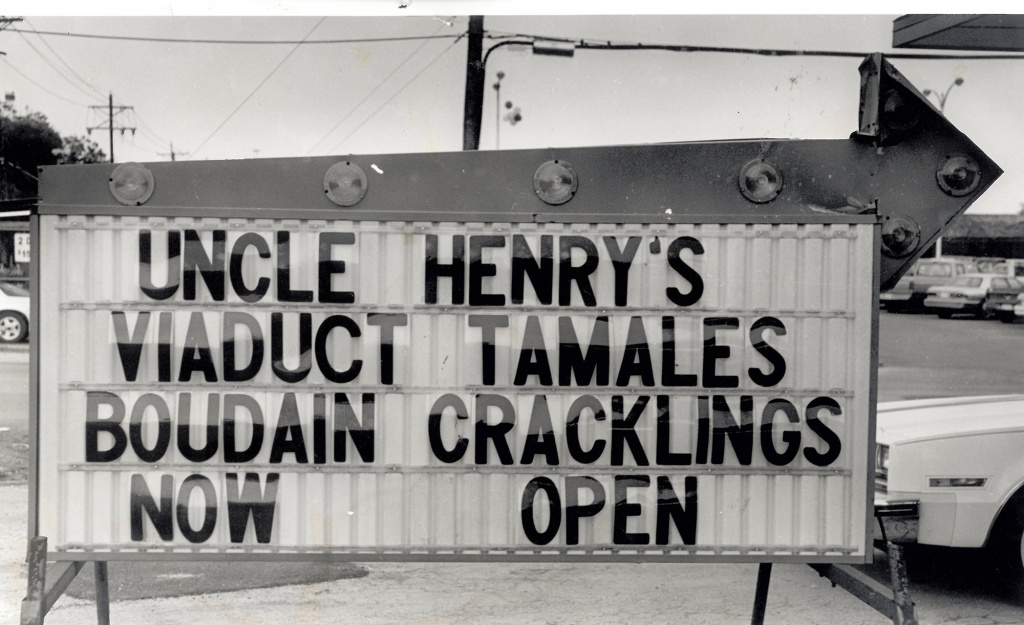 UNCLE HENRY'S
VIADUCT TAMALES
BOUDAIN CRACKLINGS
NOW OPEN